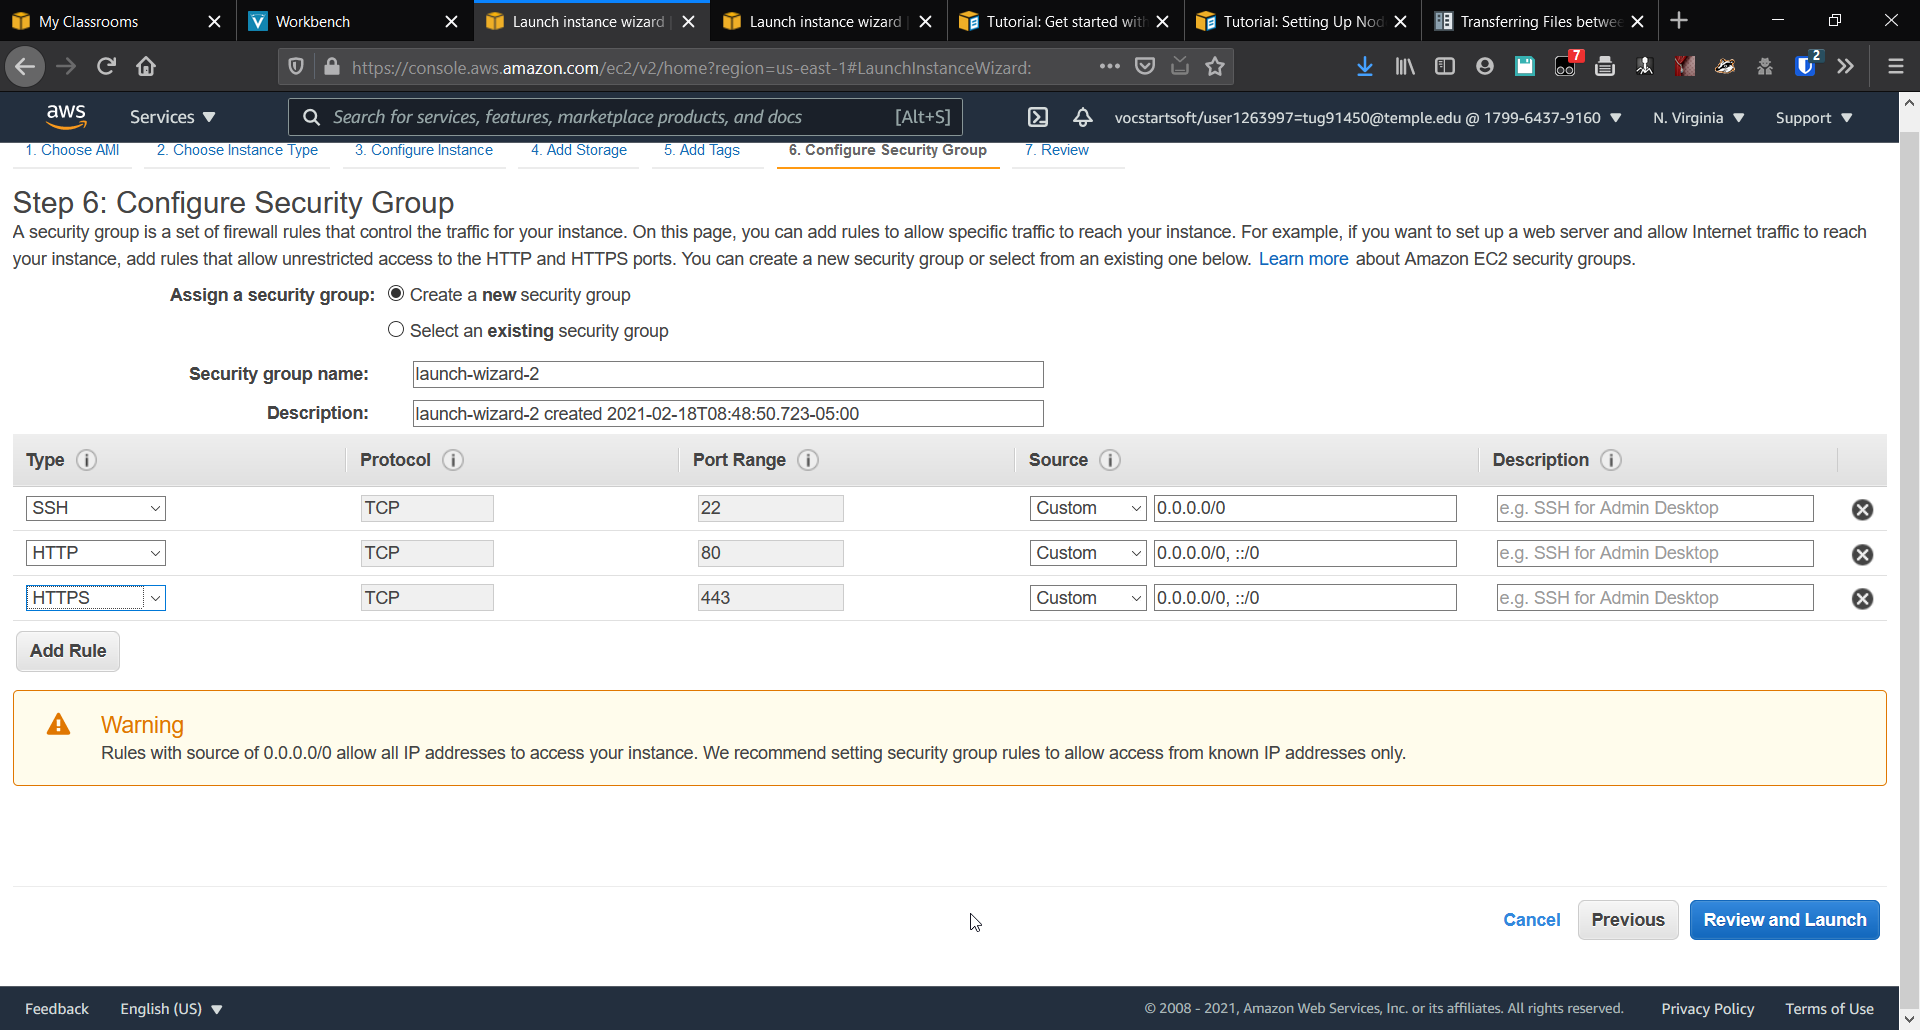 My Classrooms
Workbench
Launch instance wizard |
Launch instance wizard |
Tutorial: Get started with
Tutorial: Setting Up Nod
Transferring Files betwee
https://console.aws.amazon.com/ec2/v2/home?region=us-east-1#LaunchInstanceWizard:
7
2
aws
Services
Search for services, features, marketplace products, and docs
[Alt+S]
vocstartsoft/user1263997=tug91450@temple.edu @ 1799-6437-9160
N. Virginia
Support
1. Choose AMI
2. Choose Instance Type
3. Configure Instance
4. Add Storage
5. Add Tags
6. Configure Security Group
7. Review
Step 6: Configure Security Group
A security group is a set of firewall rules that control the traffic for your instance. On this page, you can add rules to allow specific traffic to reach your instance. For example, if you want to set up a web server and allow Internet traffic to reach
your instance, add rules that allow unrestricted access to the HTTP and HTTPS ports. You can create a new security group or select from an existing one below. Learn more about Amazon EC2 security groups.
Assign a security group:
Create a new security group
Select an existing security group
Security group name:
launch-wizard-2
Description:
launch-wizard-2 created 2021-02-18T08:48:50.723-05:00
Type i
Protocol i
Port Range i
Source i
Description i
SSH
TCP
22
Custom
0.0.0.0/0
e.g. SSH for Admin Desktop
HTTP
TCP
80
Custom
0.0.0.0/0, ::/0
e.g. SSH for Admin Desktop
HTTPS
TCP
443
Custom
0.0.0.0/0, ::/0
e.g. SSH for Admin Desktop
Add Rule
Warning
Rules with source of 0.0.0.0/0 allow all IP addresses to access your instance. We recommend setting security group rules to allow access from known IP addresses only.
Cancel
Previous
Review and Launch
Feedback
English (US)
© 2008 - 2021, Amazon Web Services, Inc. or its affiliates. All rights reserved.
Privacy Policy
Terms of Use